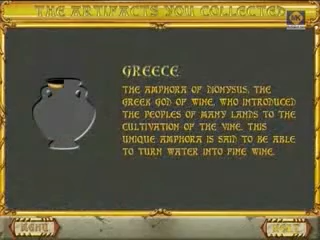 THE ARTIFACTS YOU COLLECTED
GREECE
THE AMPHORA OF DIONYSUS, THE
GREEK GOD OF WINE, WHO INTRODUCED
THE PEOPLES OF MANY LANDS TO THE
CULTIVATION OF THE VINE. THIS
UNIQUE AMPHORA IS SAID TO BE ABLE
TO TURN WATER INTO FINE WINE.
MENU
HELP